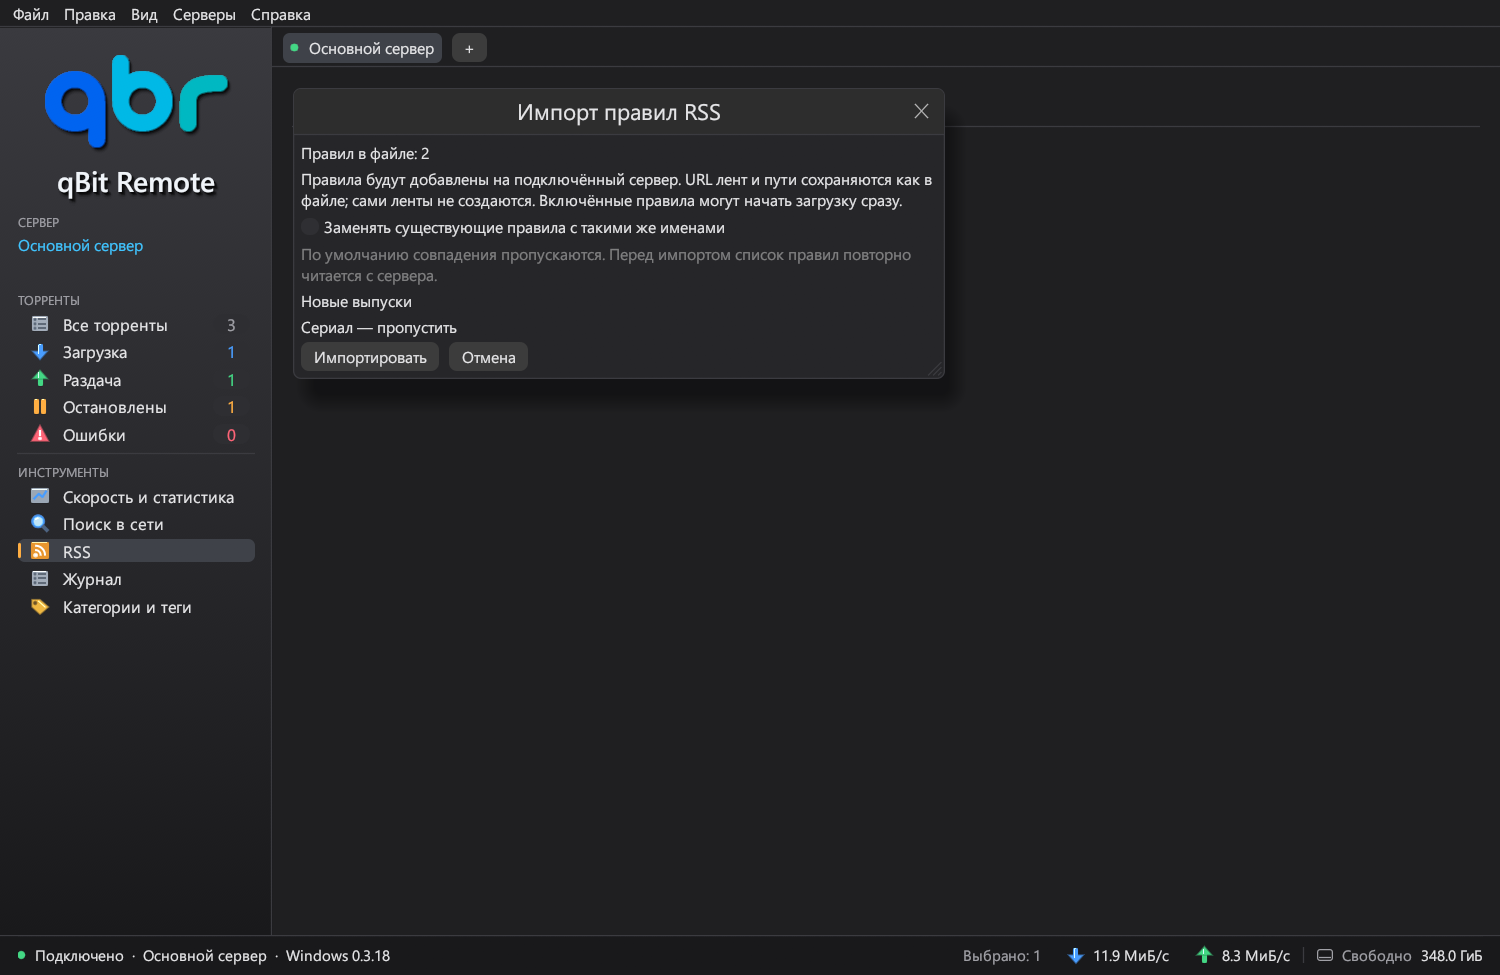 Файл Правка Вид Серверы Справка
qbr
qBit Remote
СЕРВЕР
Основной сервер
ТОРРЕНТЫ
Все торренты 3
Загрузка 1
Раздача 1
Остановлены 1
Ошибки 0
ИНСТРУМЕНТЫ
Скорость и статистика
Поиск в сети
RSS
Журнал
Категории и теги
Основной сервер +
Импорт правил RSS
Правил в файле: 2
Правила будут добавлены на подключённый сервер. URL лент и пути сохраняются как в
файле; сами ленты не создаются. Включённые правила могут начать загрузку сразу.
Заменять существующие правила с такими же именами
По умолчанию совпадения пропускаются. Перед импортом список правил повторно
читается с сервера.
Новые выпуски
Сериал — пропустить
Импортировать Отмена
Подключено · Основной сервер · Windows 0.3.18
Выбрано: 1 11.9 МиБ/с 8.3 МиБ/с Свободно 348.0 ГиБ